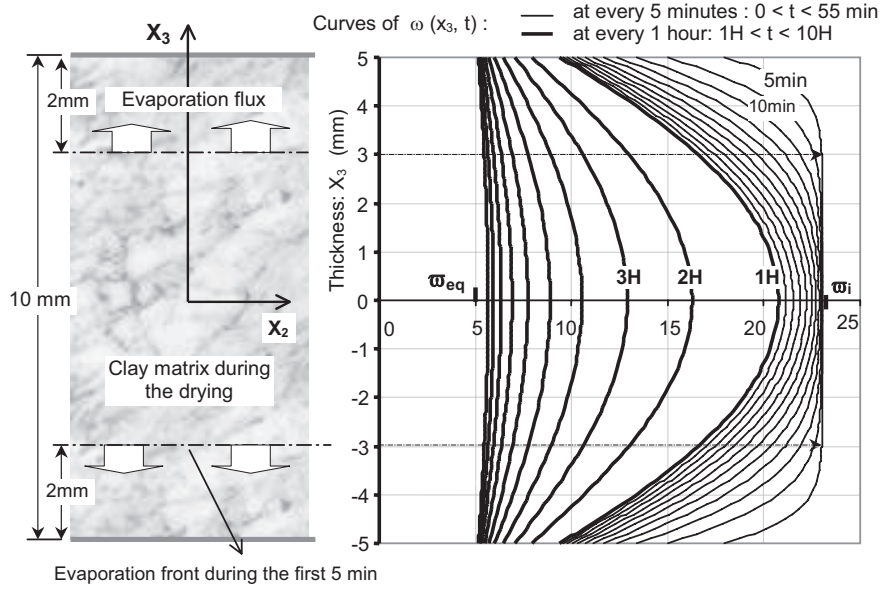 Curves of ω (x₃, t) :
at every 5 minutes : 0 < t < 55 min
at every 1 hour: 1H < t < 10H
X₃
2mm
Evaporation flux
10 mm
X₂
Clay matrix during
the drying
2mm
Evaporation front during the first 5 min
Thickness: X₃ (mm)
5
4
3
2
1
0
-1
-2
-3
-4
-5
5min
10min
ϖeq
3H
2H
1H
ϖi
0
5
10
15
20
25